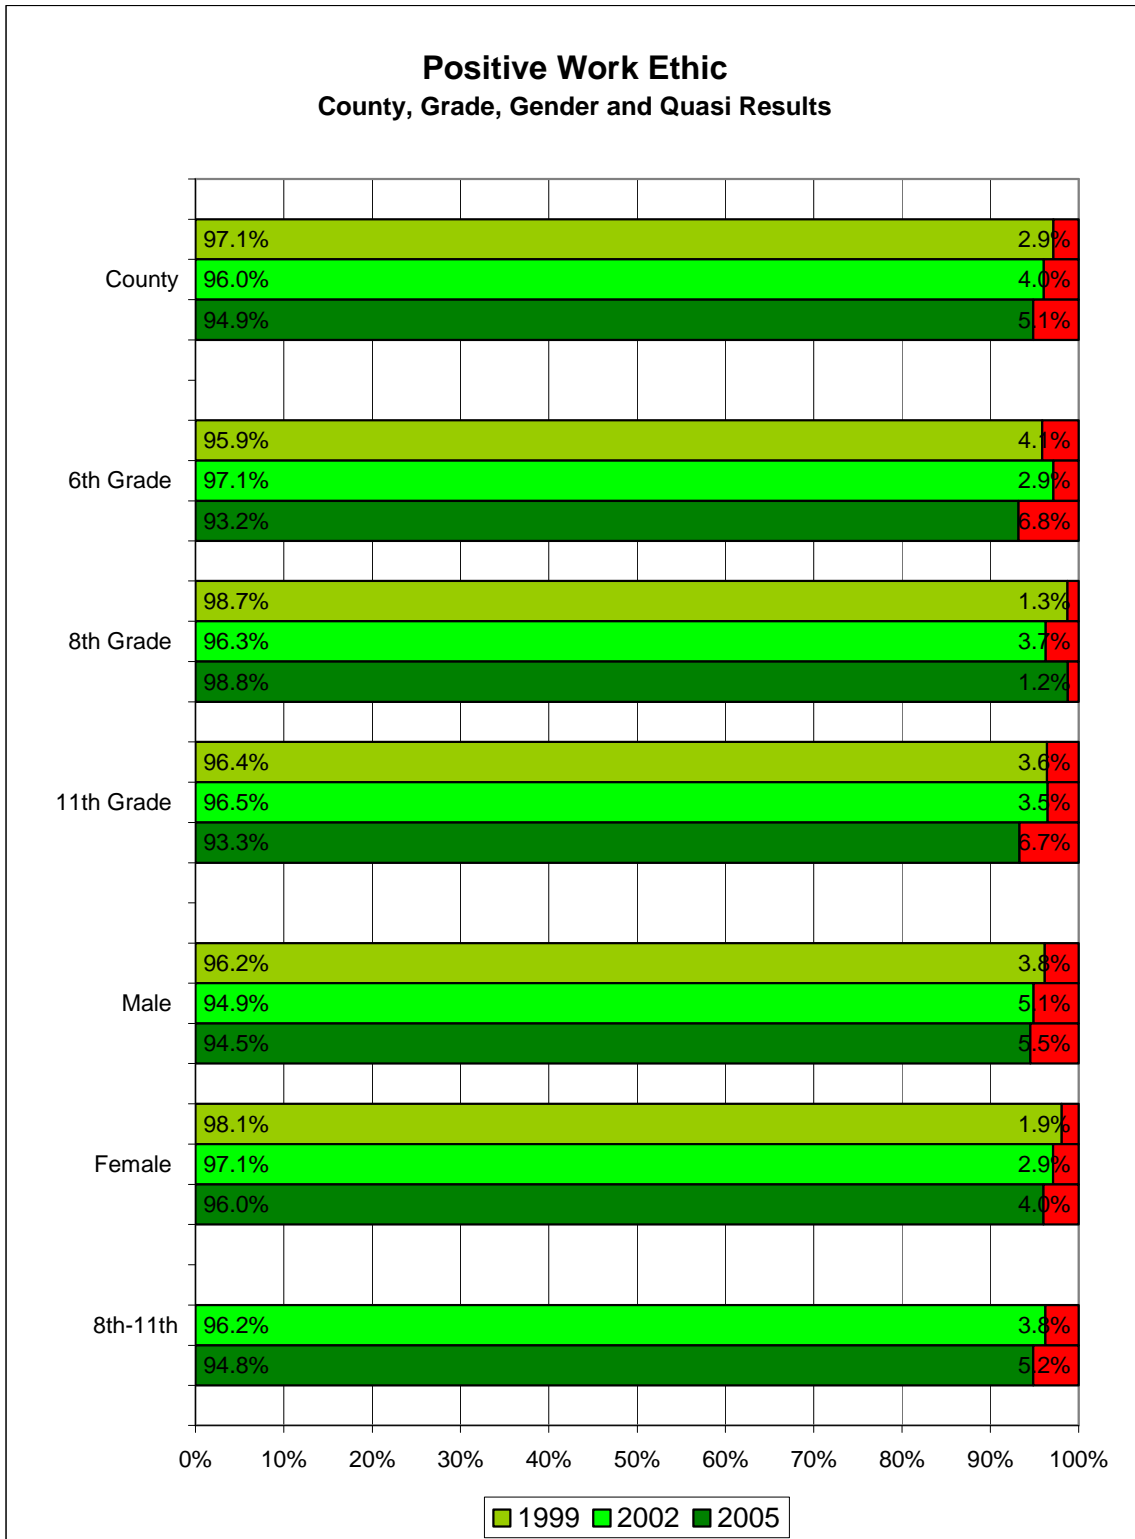 Positive Work Ethic
County, Grade, Gender and Quasi Results
97.1% 2.9%
County 96.0% 4.0%
94.9% 5.1%
95.9% 4.1%
6th Grade 97.1% 2.9%
93.2% 6.8%
98.7% 1.3%
8th Grade 96.3% 3.7%
98.8% 1.2%
96.4% 3.6%
11th Grade 96.5% 3.5%
93.3% 6.7%
96.2% 3.8%
Male 94.9% 5.1%
94.5% 5.5%
98.1% 1.9%
Female 97.1% 2.9%
96.0% 4.0%
8th-11th 96.2% 3.8%
94.8% 5.2%
0% 10% 20% 30% 40% 50% 60% 70% 80% 90% 100%
1999 2002 2005